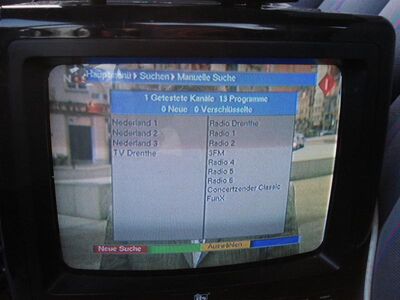 Hauptmenü Suchen Manuelle Suche
1 Getestete Kanäle 13 Programme
0 Neue 0 Verschlüsselte
Nederland 1
Nederland 2
Nederland 3
TV Drenthe
Radio Drenthe
Radio 1
Radio 2
3FM
Radio 4
Radio 5
Radio 6
Concertzender Classic
FunX
Neue Suche
Auswählen